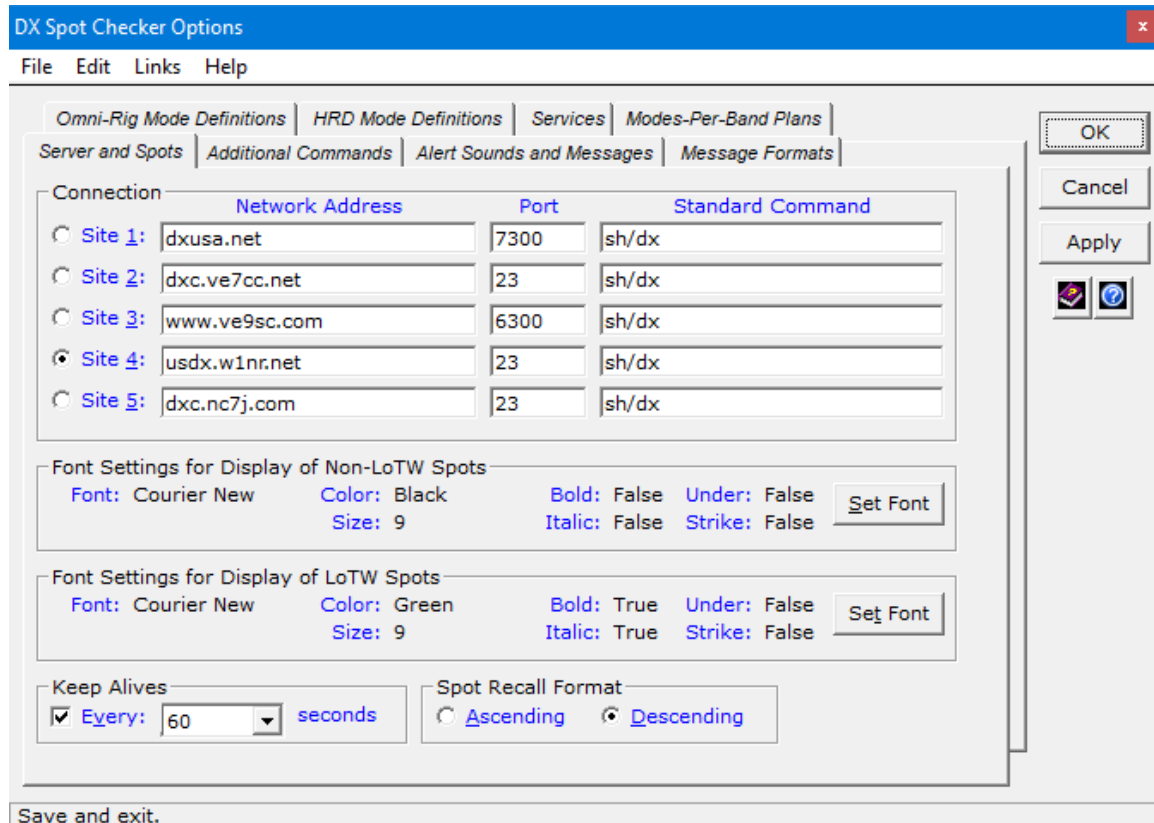 DX Spot Checker Options
x
File Edit Links Help
Omni-Rig Mode Definitions HRD Mode Definitions Services Modes-Per-Band Plans
Server and Spots Additional Commands Alert Sounds and Messages Message Formats
OK
Cancel
Apply
Connection
Network Address Port Standard Command
Site 1: dxusa.net 7300 sh/dx
Site 2: dxc.ve7cc.net 23 sh/dx
Site 3: www.ve9sc.com 6300 sh/dx
Site 4: usdx.w1nr.net 23 sh/dx
Site 5: dxc.nc7j.com 23 sh/dx
Font Settings for Display of Non-LoTW Spots
Font: Courier New Color: Black Bold: False Under: False
Size: 9 Italic: False Strike: False
Set Font
Font Settings for Display of LoTW Spots
Font: Courier New Color: Green Bold: True Under: False
Size: 9 Italic: True Strike: False
Set Font
Keep Alives
Every: 60 seconds
Spot Recall Format
Ascending Descending
Save and exit.